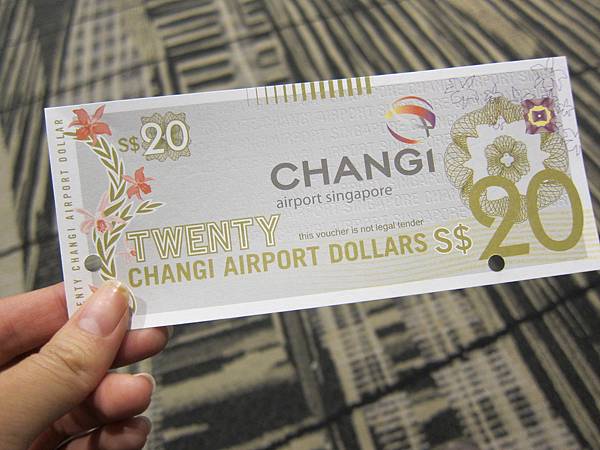 TWENTY CHANGI AIRPORT DOLLAR
S$20
CHANGI
airport singapore
TWENTY
this voucher is not legal tender
CHANGI AIRPORT DOLLARS S$20